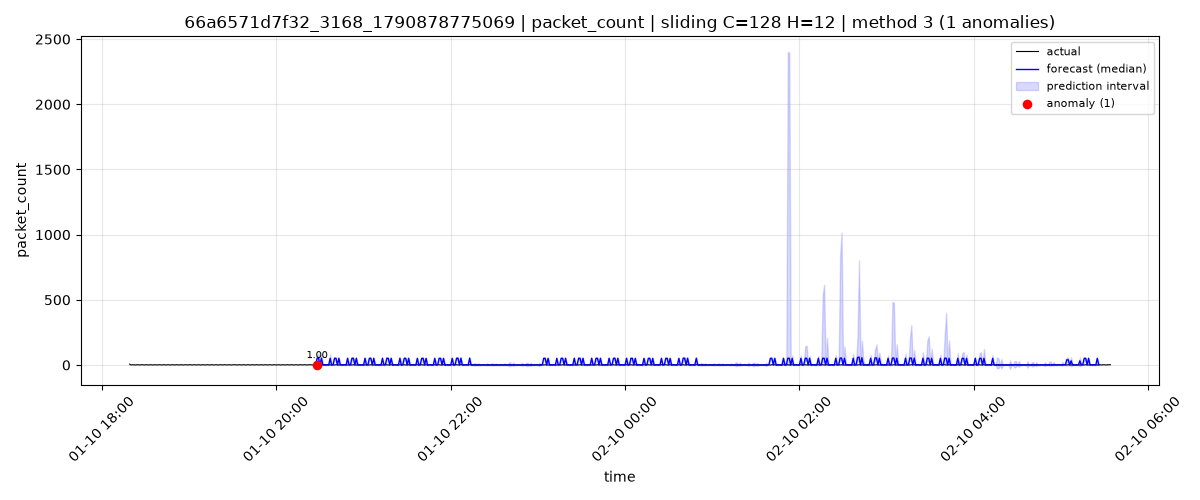 66a6571d7f32_3168_1790878775069 | packet_count | sliding C=128 H=12 | method 3 (1 anomalies)
packet_count
2500
2000
1500
1000
500
0
actual
forecast (median)
prediction interval
anomaly (1)
1.00
01-10 18:00
01-10 20:00
01-10 22:00
02-10 00:00
02-10 02:00
02-10 04:00
02-10 06:00
time